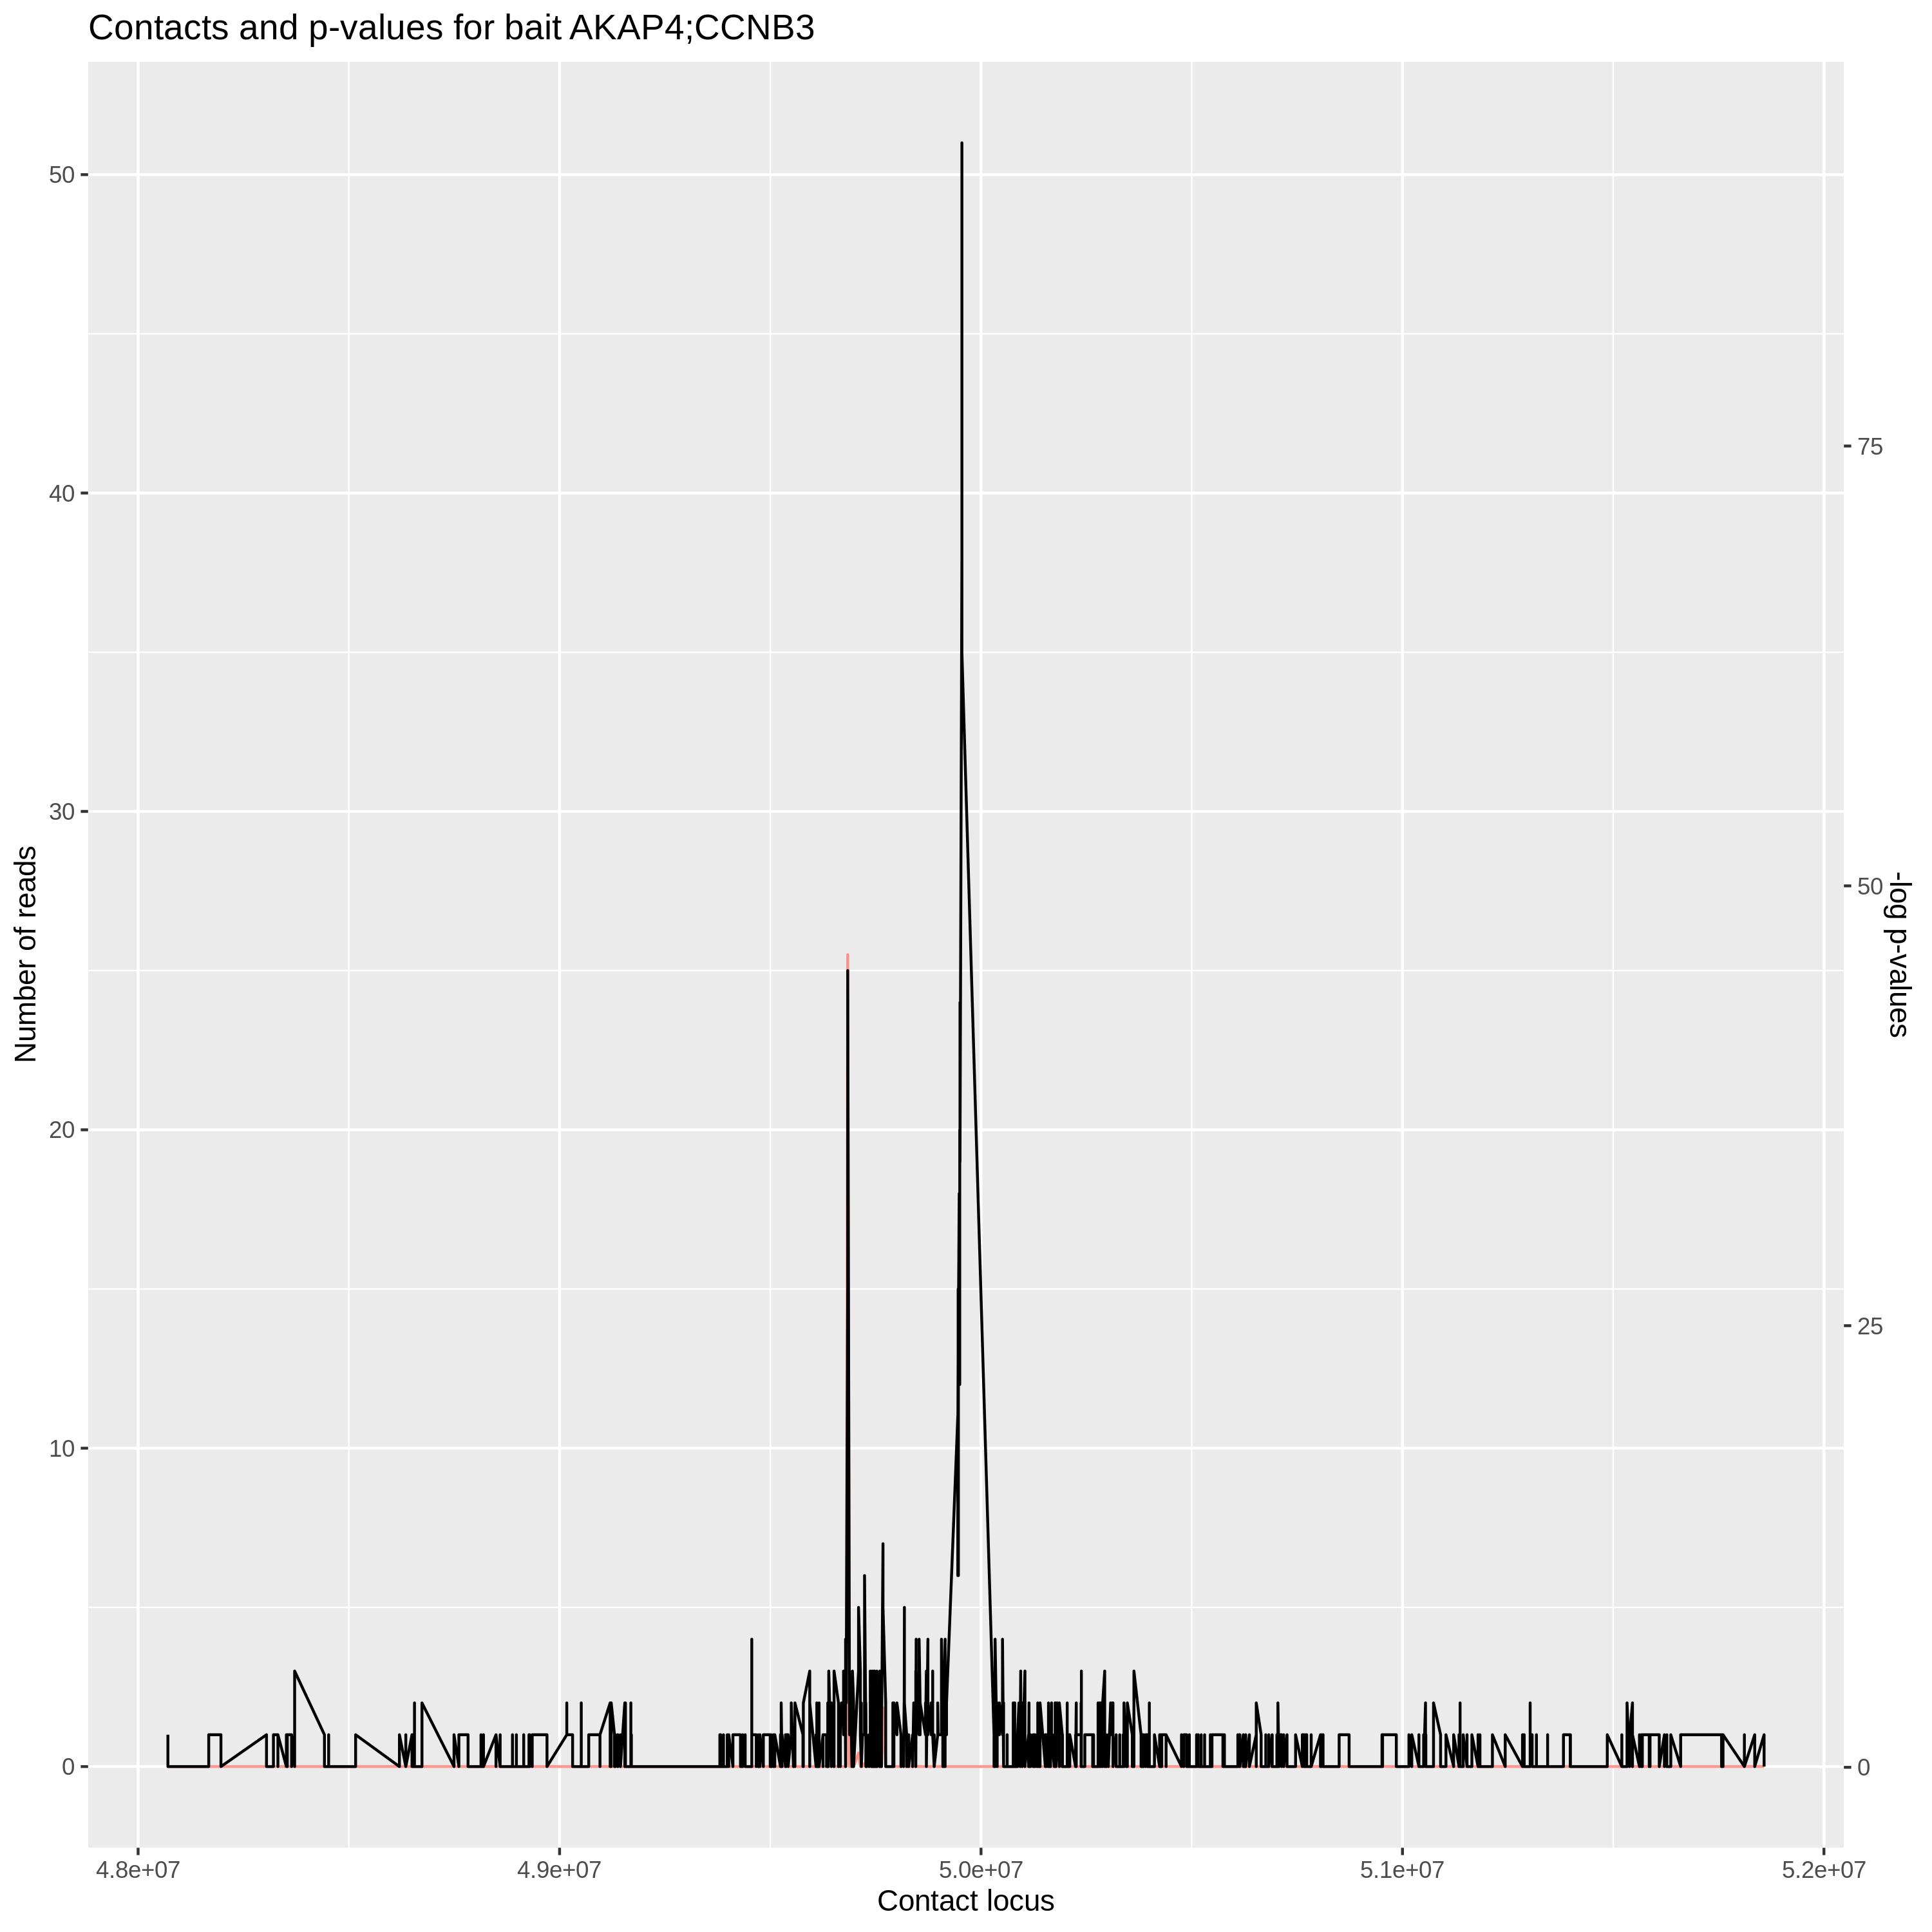 Contacts and p-values for bait AKAP4;CCNB3
50
40
30
20
10
0
Number of reads
75
50
25
0
-log p-values
4.8e+07
4.9e+07
5.0e+07
5.1e+07
5.2e+07
Contact locus